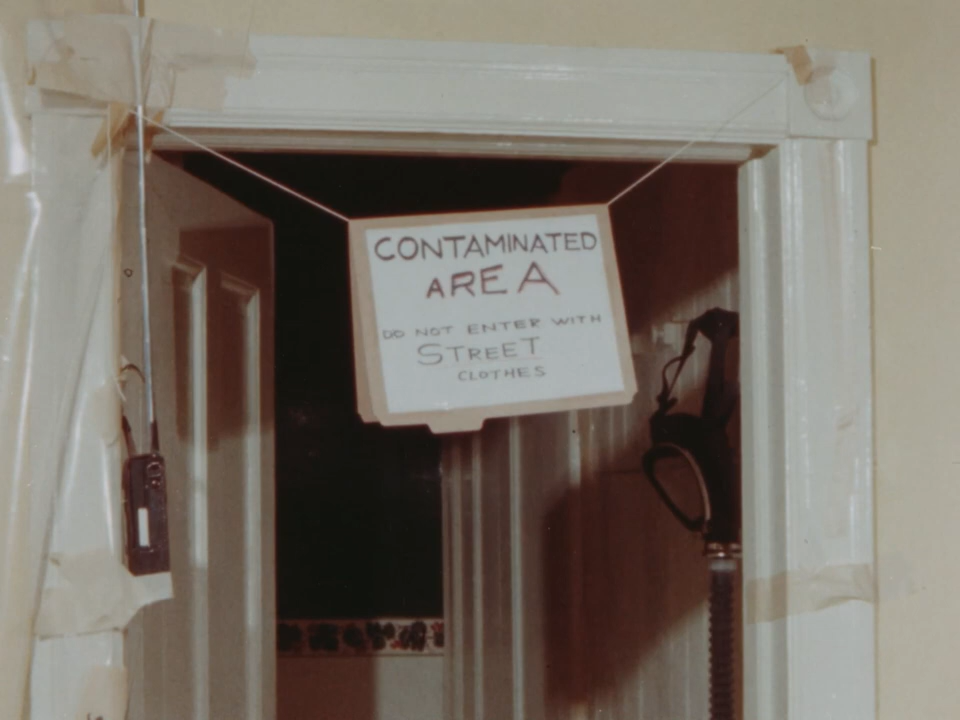 CONTAMINATED
AREA
DO NOT ENTER WITH
STREET
CLOTHES